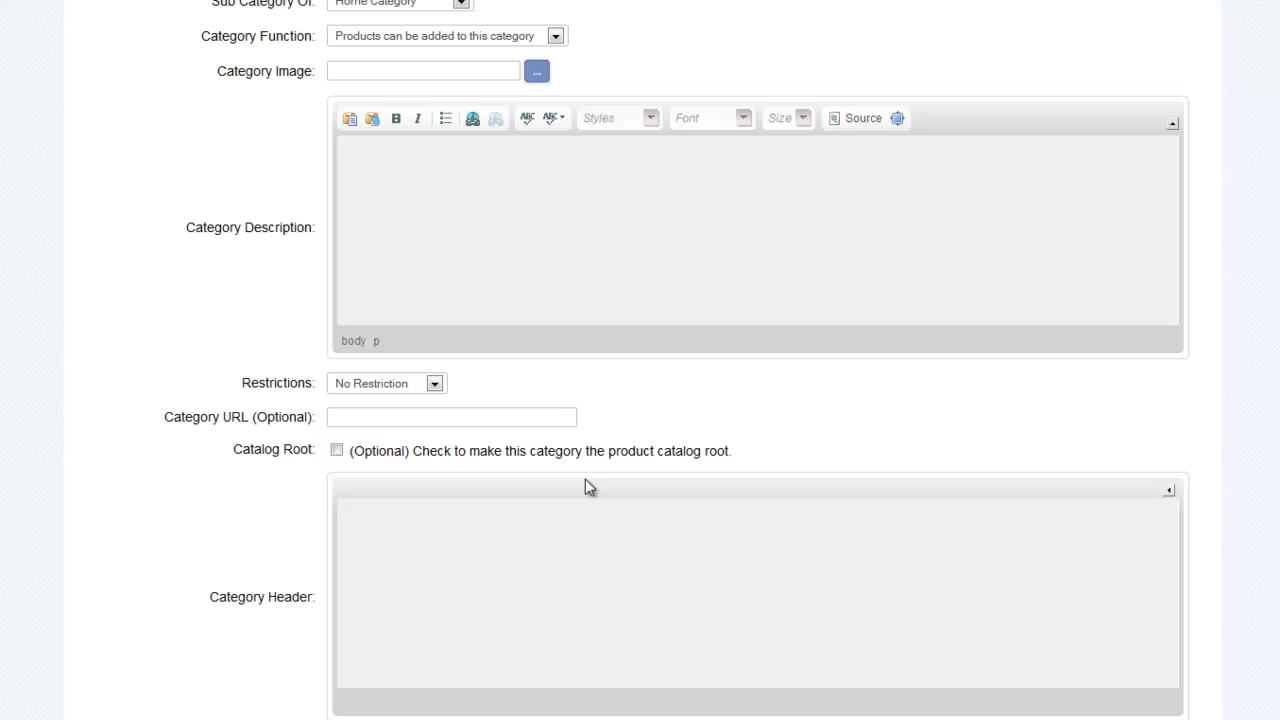 Sub Category Of:
Home Category
Category Function:
Products can be added to this category
Category Image:
...
B I ABC ABC Styles Font Size Source
Category Description:
body p
Restrictions:
No Restriction
Category URL (Optional):
Catalog Root:
(Optional) Check to make this category the product catalog root.
Category Header: